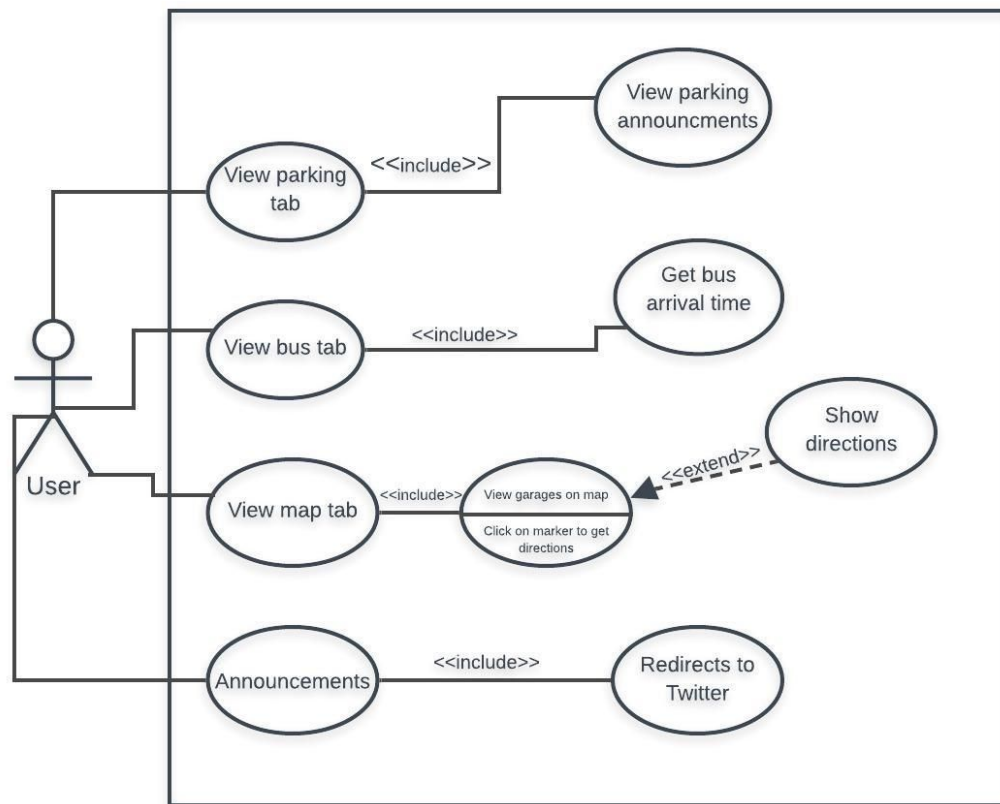 View parking
announcments
<<include>>
View parking
tab
Get bus
arrival time
<<include>>
View bus tab
Show
directions
<<extend>>
User
View map tab
<<include>>
View garages on map
Click on marker to get
directions
Announcements
<<include>>
Redirects to
Twitter